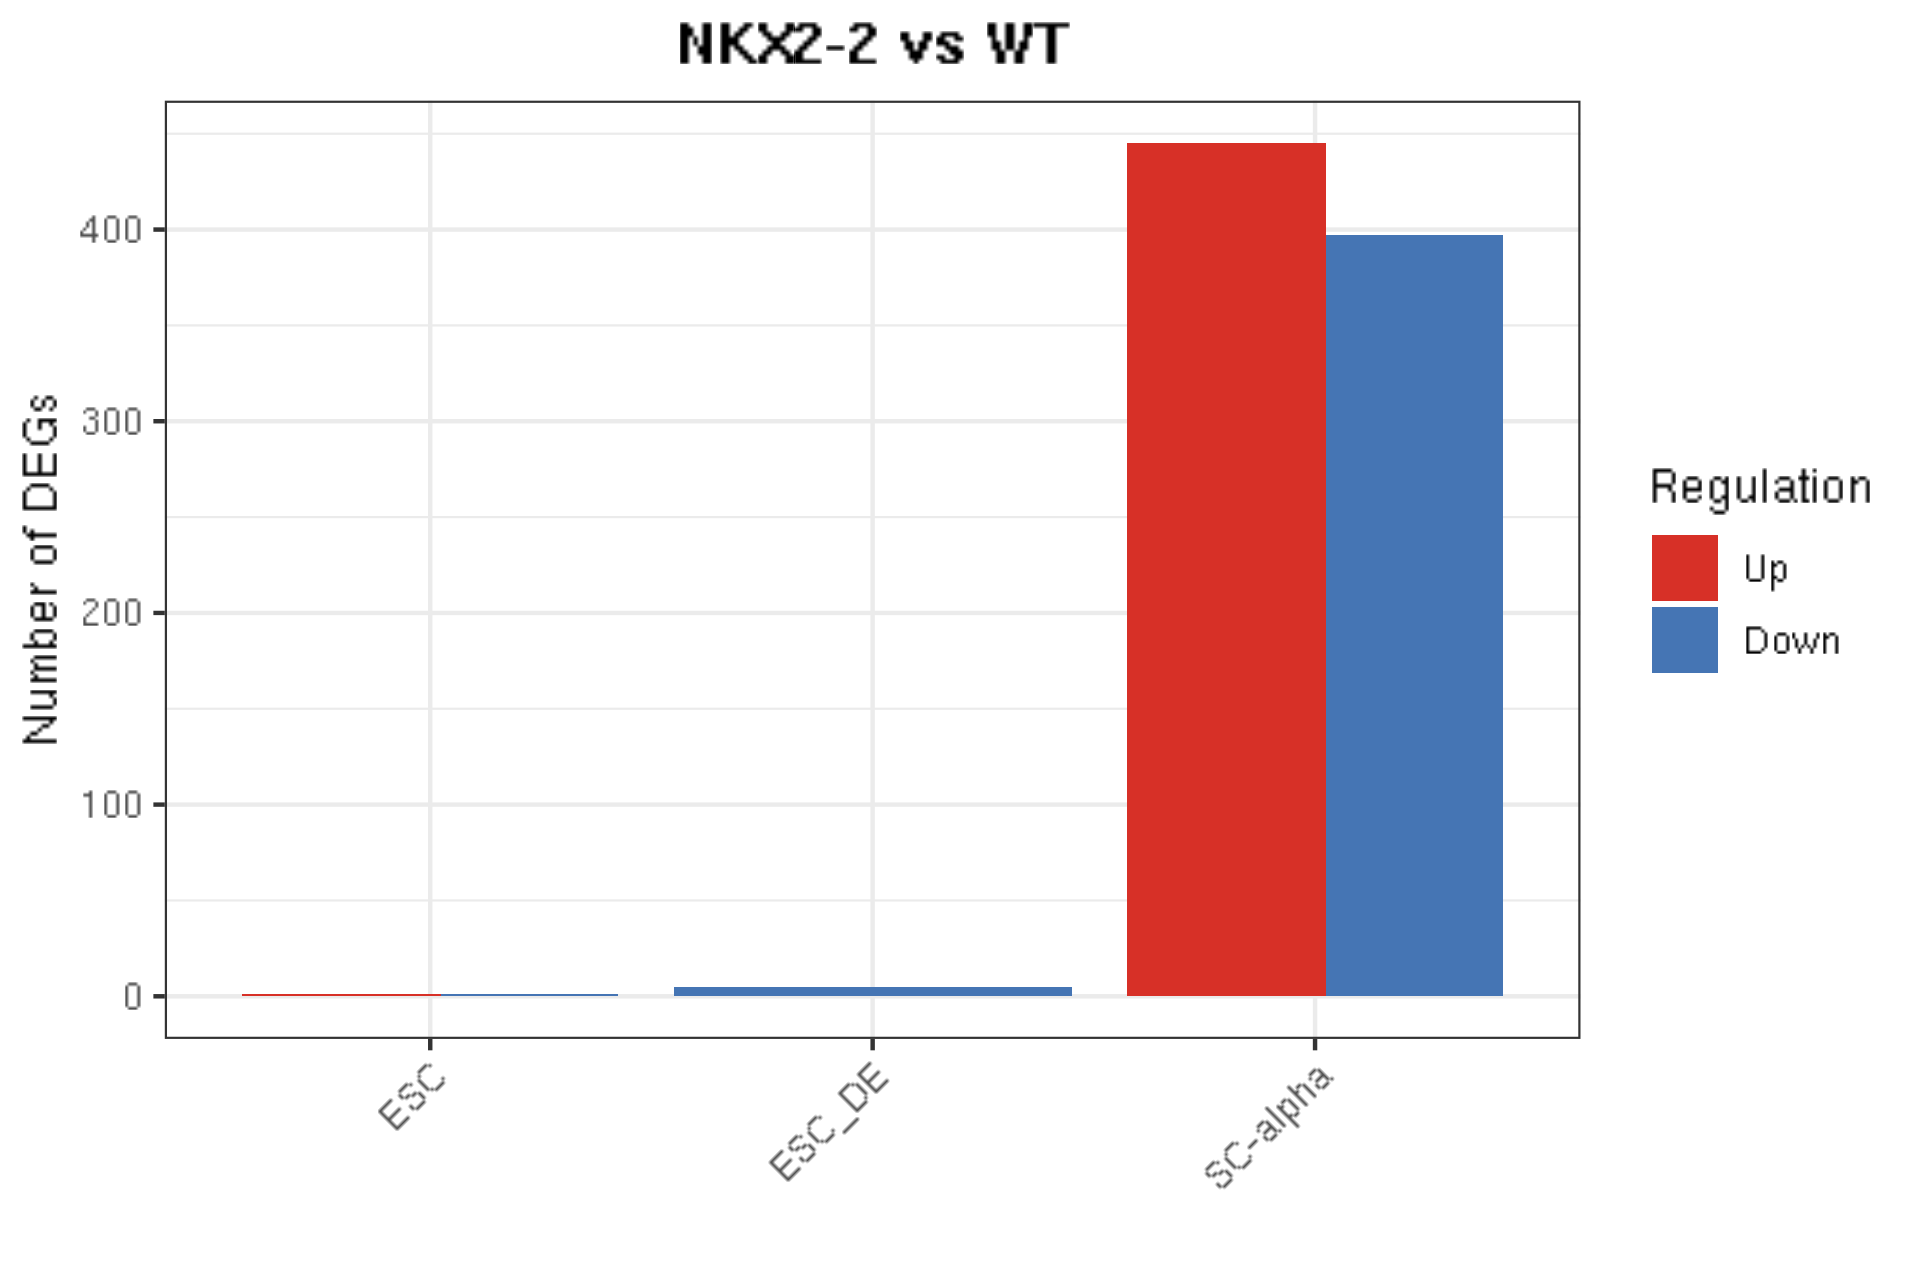 NKX2-2 vs WT
Number of DEGs
400
300
200
100
0
ESC
ESC_DE
SC-alpha
Regulation
Up
Down